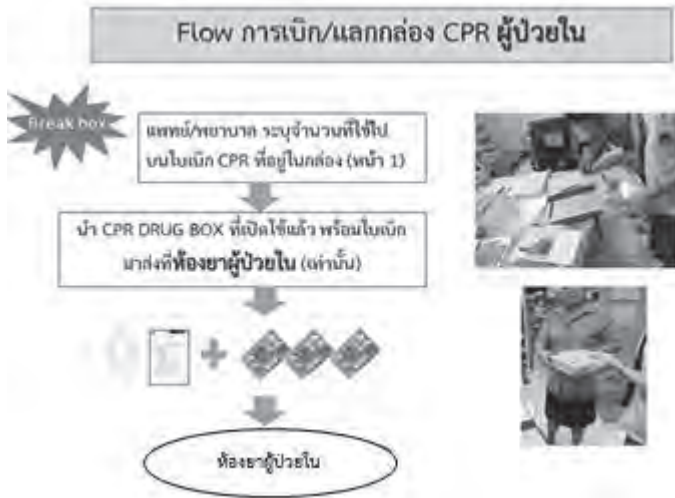 Flow การเบิก/แลกกล่อง CPR ผู้ป่วยใน
Break box
แพทย์/พยาบาล ระบุจำนวนที่ใช้ไป
บนใบเบิก CPR ที่อยู่ในกล่อง (หน้า 1)
นำ CPR DRUG BOX ที่เปิดใช้แล้ว พร้อมใบเบิก
มาส่งที่ห้องยาผู้ป่วยใน (เท่านั้น)
ห้องยาผู้ป่วยใน